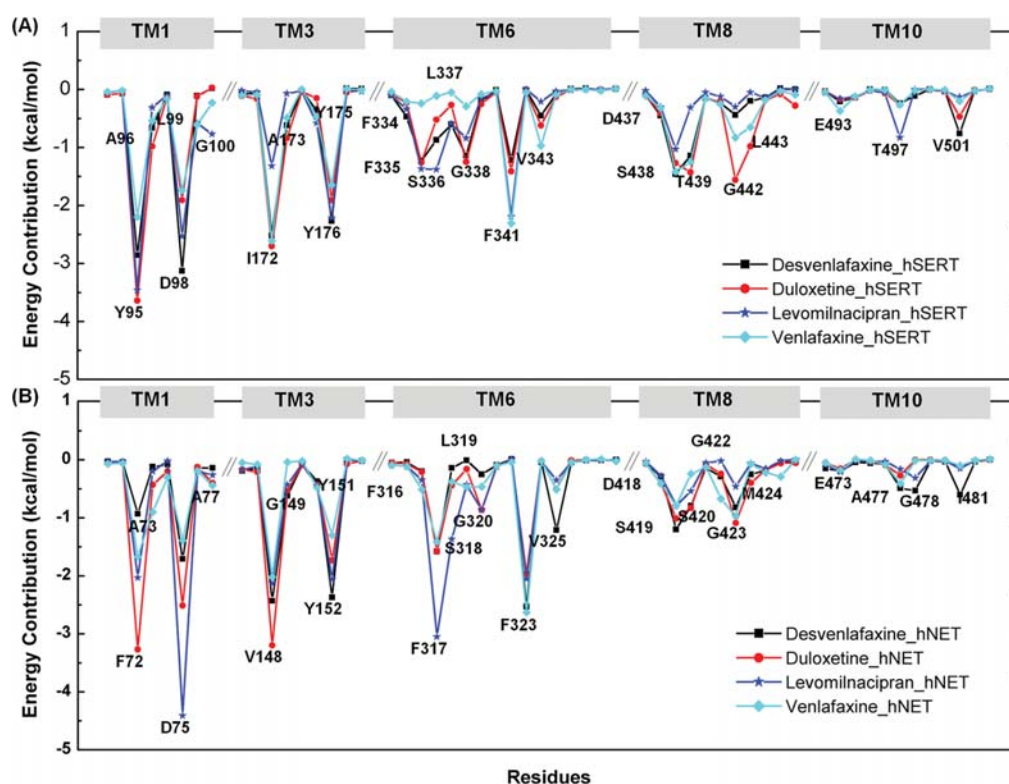 (A)
TM1 TM3 TM6 TM8 TM10
Energy Contribution (kcal/mol)
1
0
-1
-2
-3
-4
-5
A96
L99
G100
Y95
D98
A173
Y175
I172
Y176
L337
F334
F335
S336
G338
V343
F341
D437
S438
T439
L443
G442
E493
T497
V501
Desvenlafaxine_hSERT
Duloxetine_hSERT
Levomilnacipran_hSERT
Venlafaxine_hSERT
(B)
TM1 TM3 TM6 TM8 TM10
Energy Contribution (kcal/mol)
1
0
-1
-2
-3
-4
-5
A73
A77
F72
D75
G149
Y151
V148
Y152
L319
F316
S318
G320
V325
F317
F323
G422
D418
S419
S420
M424
G423
E473
A477
G478
I481
Desvenlafaxine_hNET
Duloxetine_hNET
Levomilnacipran_hNET
Venlafaxine_hNET
Residues